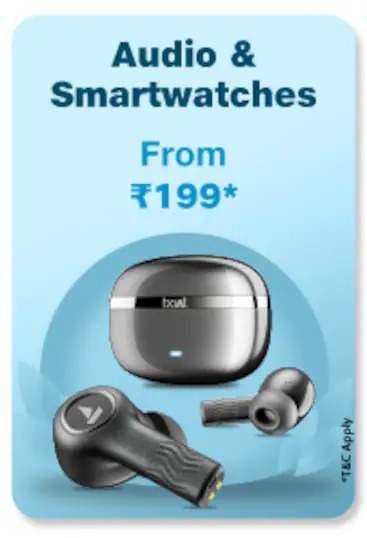 Audio &
Smartwatches
From
₹199*
boat
*T&C Apply